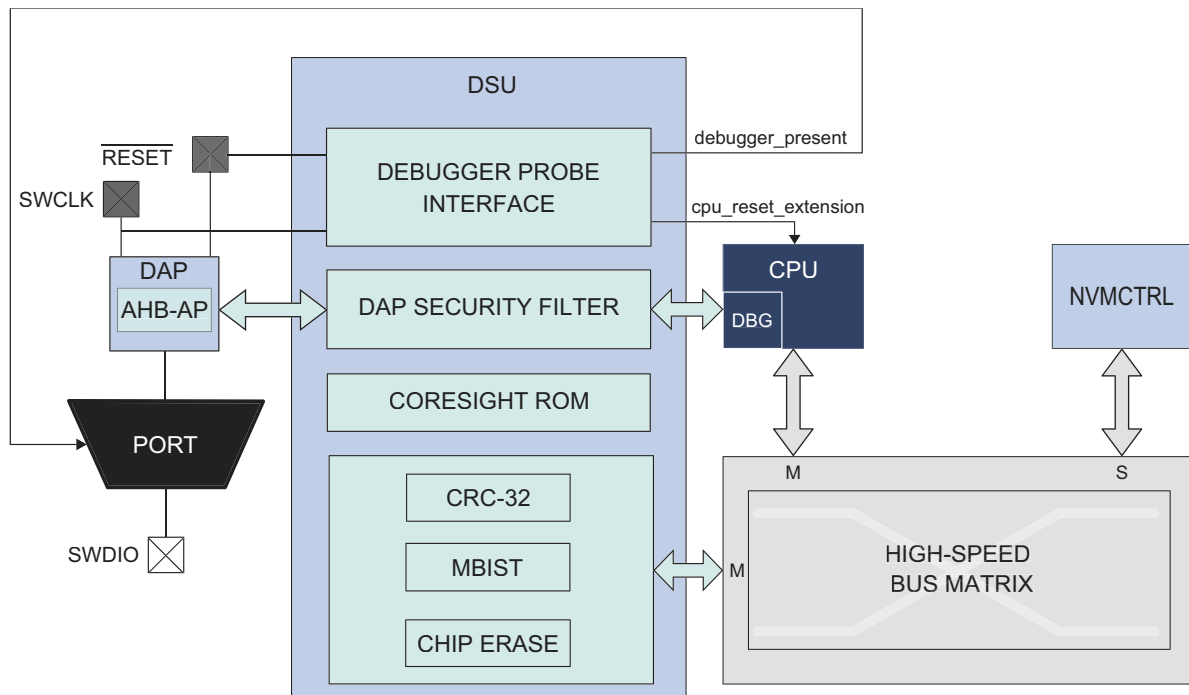 DSU
debugger_present
RESET
DEBUGGER PROBE
INTERFACE
SWCLK
cpu_reset_extension
DAP
AHB-AP
DAP SECURITY FILTER
CPU
DBG
NVMCTRL
CORESIGHT ROM
PORT
M
S
CRC-32
SWDIO
MBIST
M
HIGH-SPEED
BUS MATRIX
CHIP ERASE